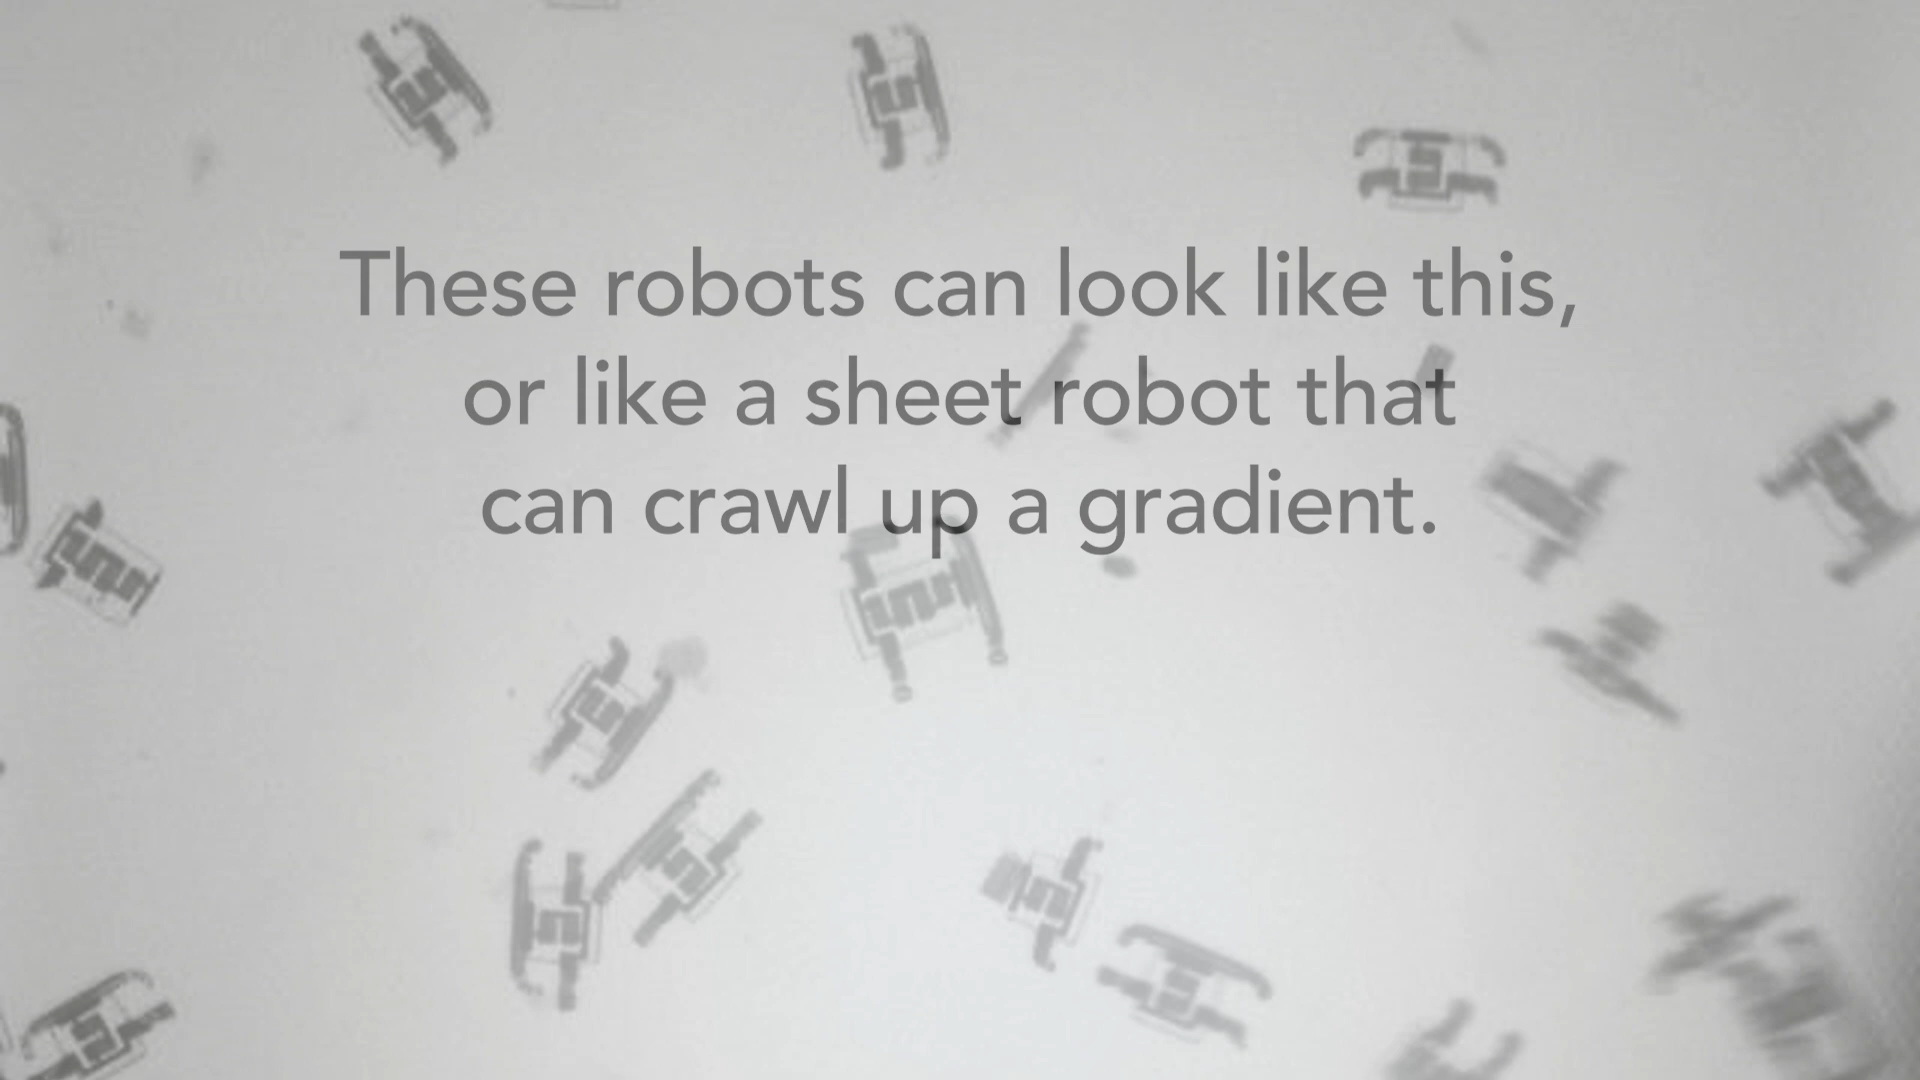 These robots can look like this,
or like a sheet robot that
can crawl up a gradient.